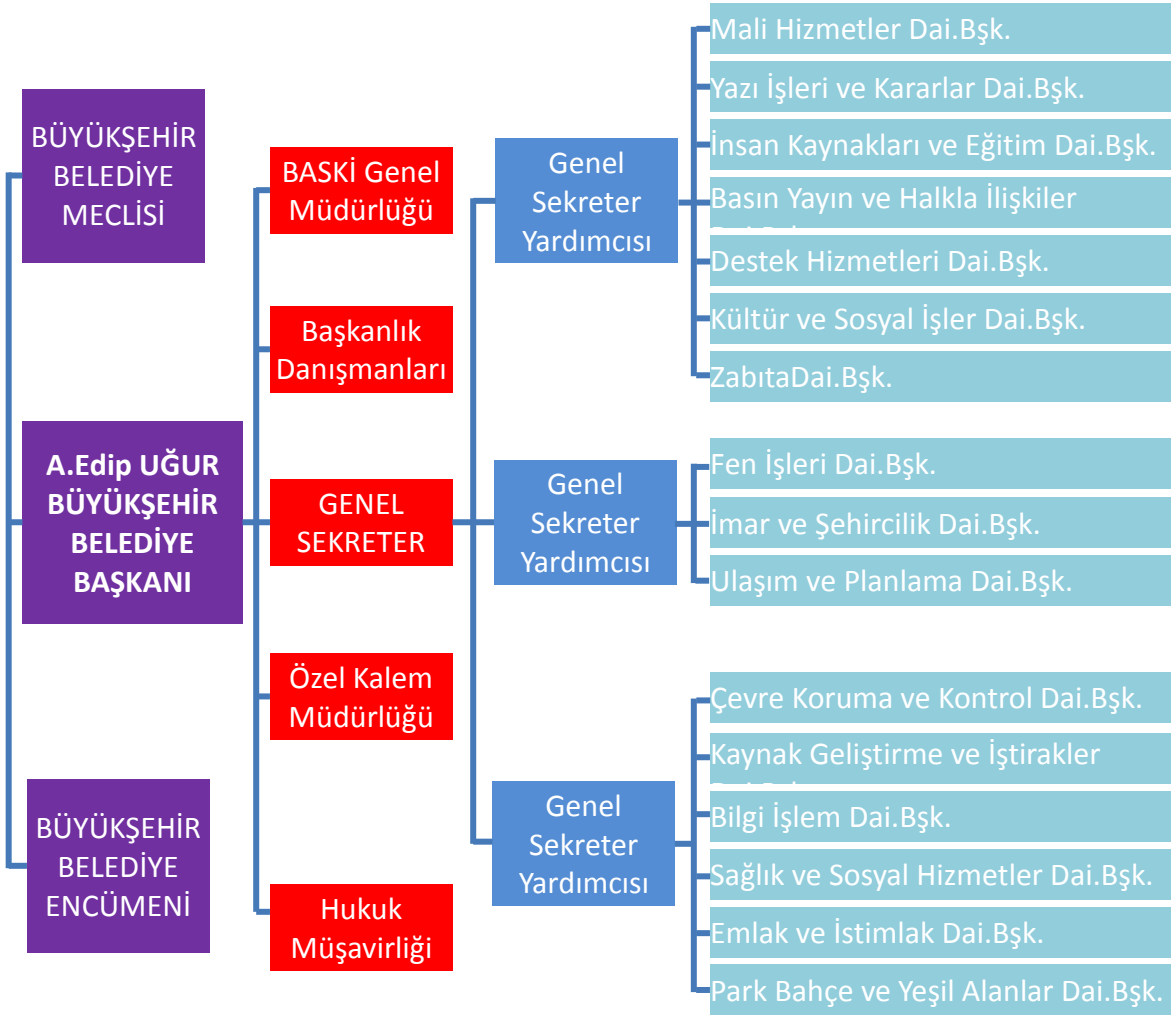 BÜYÜKŞEHİR
BELEDİYE
MECLİSİ
A.Edip UĞUR
BÜYÜKŞEHİR
BELEDİYE
BAŞKANI
BÜYÜKŞEHİR
BELEDİYE
ENCÜMENİ
BASKİ Genel
Müdürlüğü
Başkanlık
Danışmanları
GENEL
SEKRETER
Özel Kalem
Müdürlüğü
Hukuk
Müşavirliği
Genel
Sekreter
Yardımcısı
Genel
Sekreter
Yardımcısı
Genel
Sekreter
Yardımcısı
Mali Hizmetler Dai.Bşk.
Yazı İşleri ve Kararlar Dai.Bşk.
İnsan Kaynakları ve Eğitim Dai.Bşk.
Basın Yayın ve Halkla İlişkiler
Destek Hizmetleri Dai.Bşk.
Kültür ve Sosyal İşler Dai.Bşk.
ZabıtaDai.Bşk.
Fen İşleri Dai.Bşk.
İmar ve Şehircilik Dai.Bşk.
Ulaşım ve Planlama Dai.Bşk.
Çevre Koruma ve Kontrol Dai.Bşk.
Kaynak Geliştirme ve İştirakler
Bilgi İşlem Dai.Bşk.
Sağlık ve Sosyal Hizmetler Dai.Bşk.
Emlak ve İstimlak Dai.Bşk.
Park Bahçe ve Yeşil Alanlar Dai.Bşk.